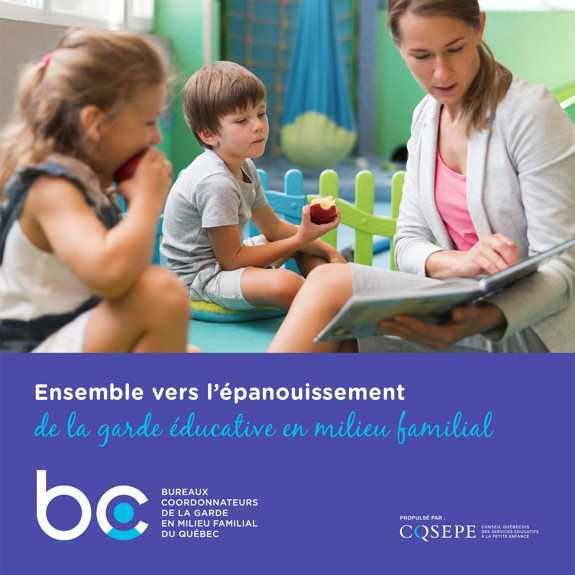 Ensemble vers l'épanouissement
de la garde éducative en milieu familial
bc
BUREAUX
COORDONNATEURS
DE LA GARDE
EN MILIEU FAMILIAL
DU QUÉBEC
PROPULSÉ PAR :
CQSEPE
CONSEIL QUÉBÉCOIS
DES SERVICES ÉDUCATIFS
À LA PETITE ENFANCE